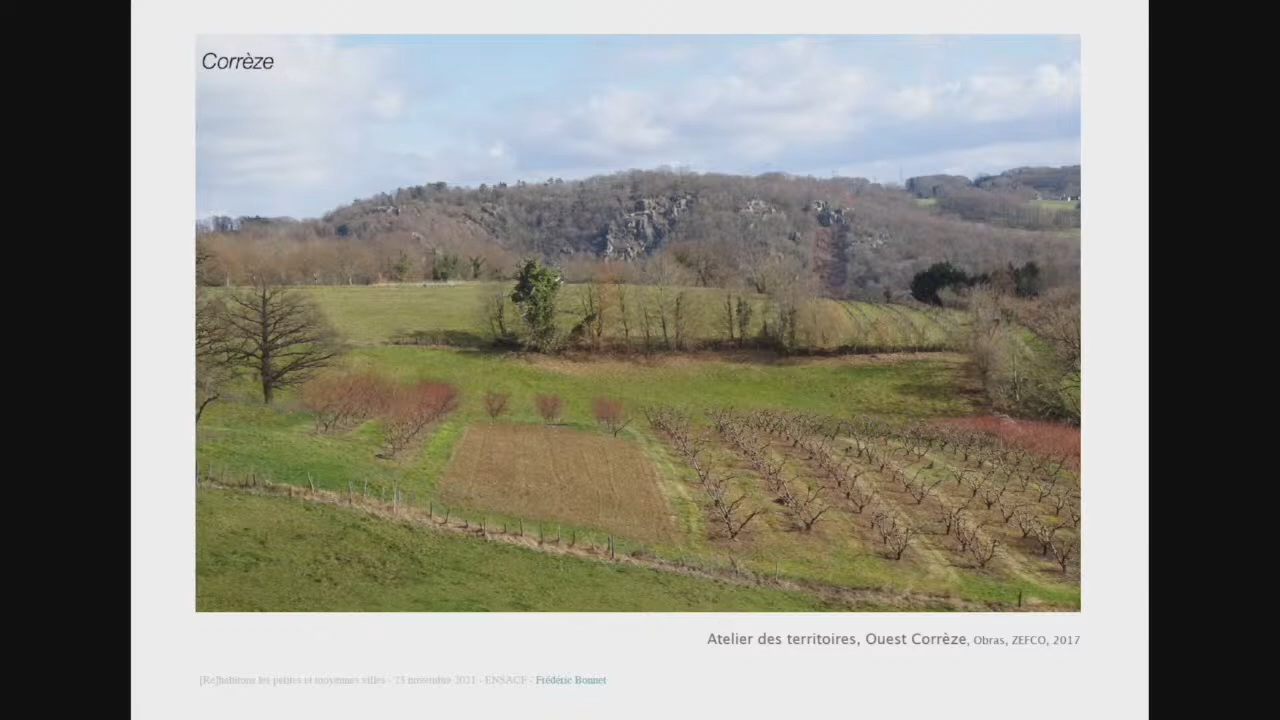 Corrèze
Atelier des territoires, Ouest Corrèze, Obras, ZEFCO, 2017
[Re]habitons les petites et moyennes villes - 23 novembre 2021 - ENSACF - Frédéric Bonnet